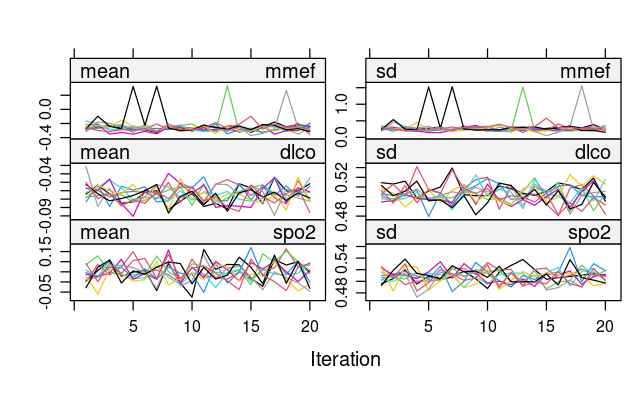 mean mmef sd mmef
-0.4 0.0 0.0 1.0
mean dlco sd dlco
-0.09 -0.04 0.48 0.52
mean spo2 sd spo2
-0.05 0.15 0.48 0.54
5 10 15 20 5 10 15 20
Iteration